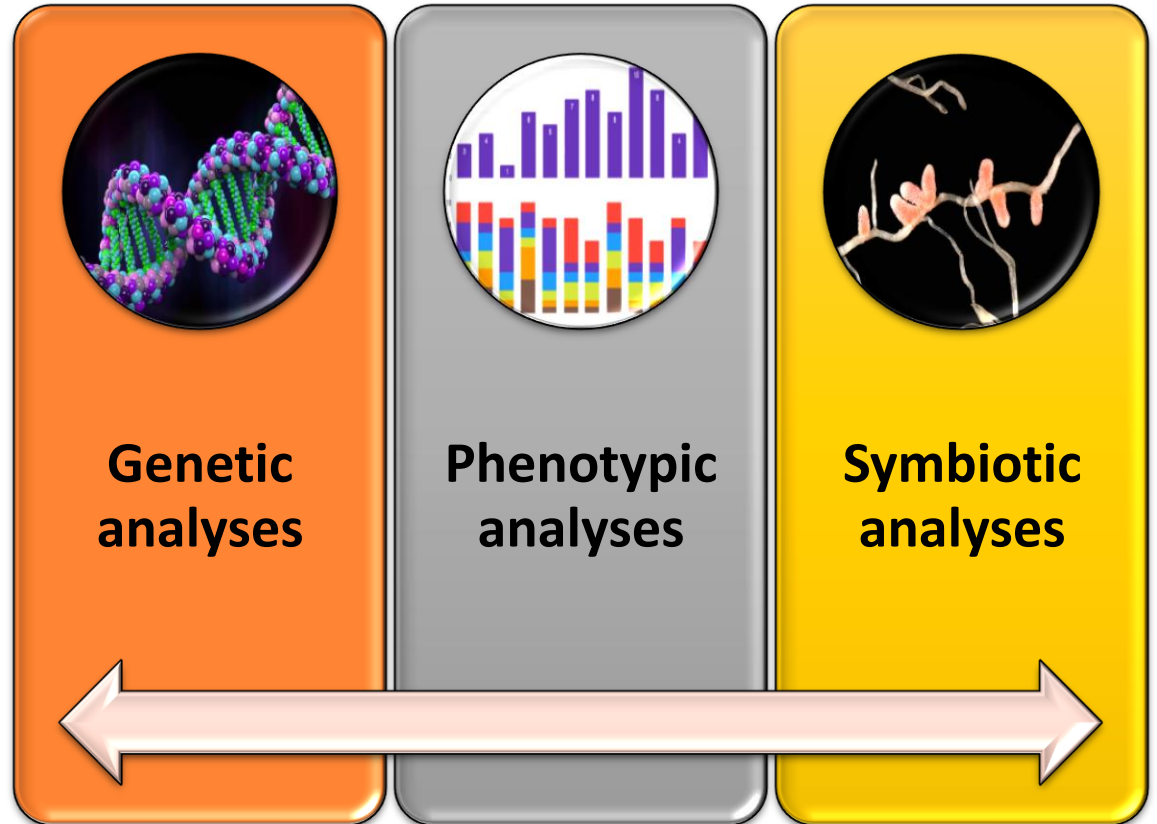 Genetic
analyses
Phenotypic
analyses
Symbiotic
analyses